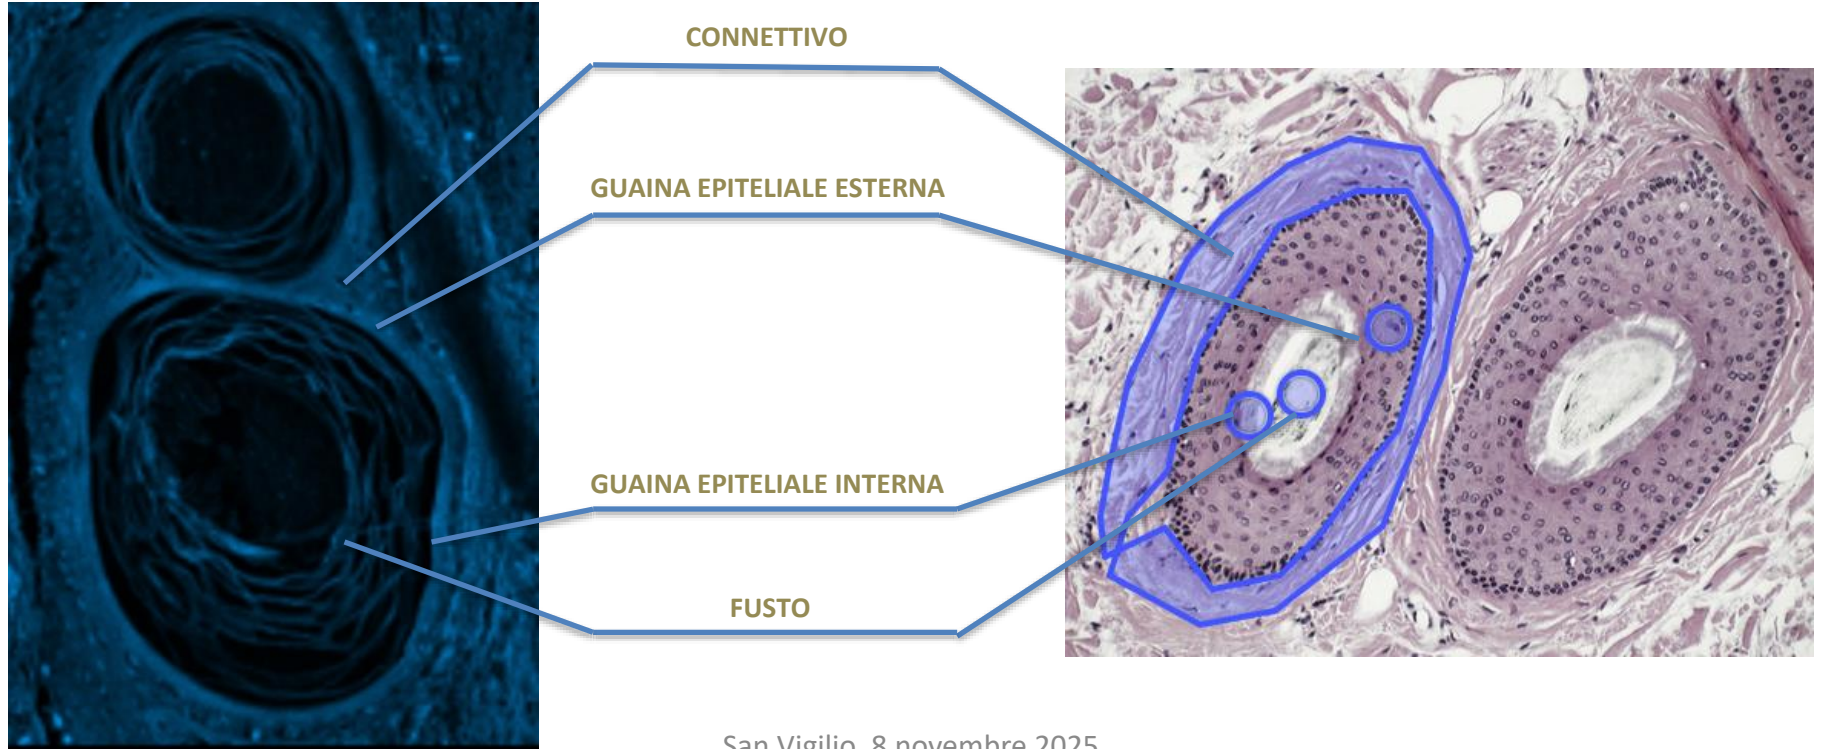 CONNETTIVO
GUAINA EPITELIALE ESTERNA
GUAINA EPITELIALE INTERNA
FUSTO
San Vigilio, 8 novembre 2025